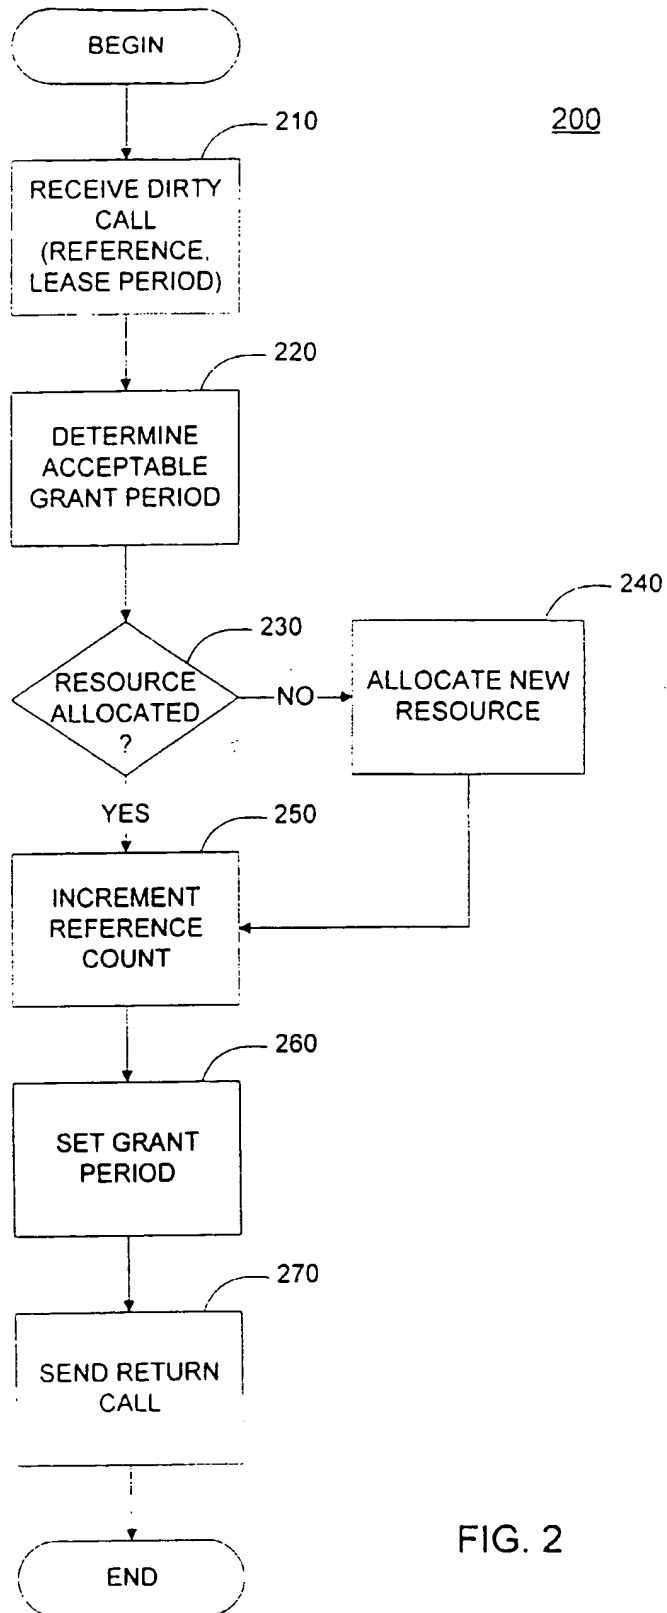 BEGIN
210
200
RECEIVE DIRTY
CALL
(REFERENCE,
LEASE PERIOD)
220
DETERMINE
ACCEPTABLE
GRANT PERIOD
230
RESOURCE
ALLOCATED
?
NO
240
ALLOCATE NEW
RESOURCE
YES
250
INCREMENT
REFERENCE
COUNT
260
SET GRANT
PERIOD
270
SEND RETURN
CALL
END
FIG. 2